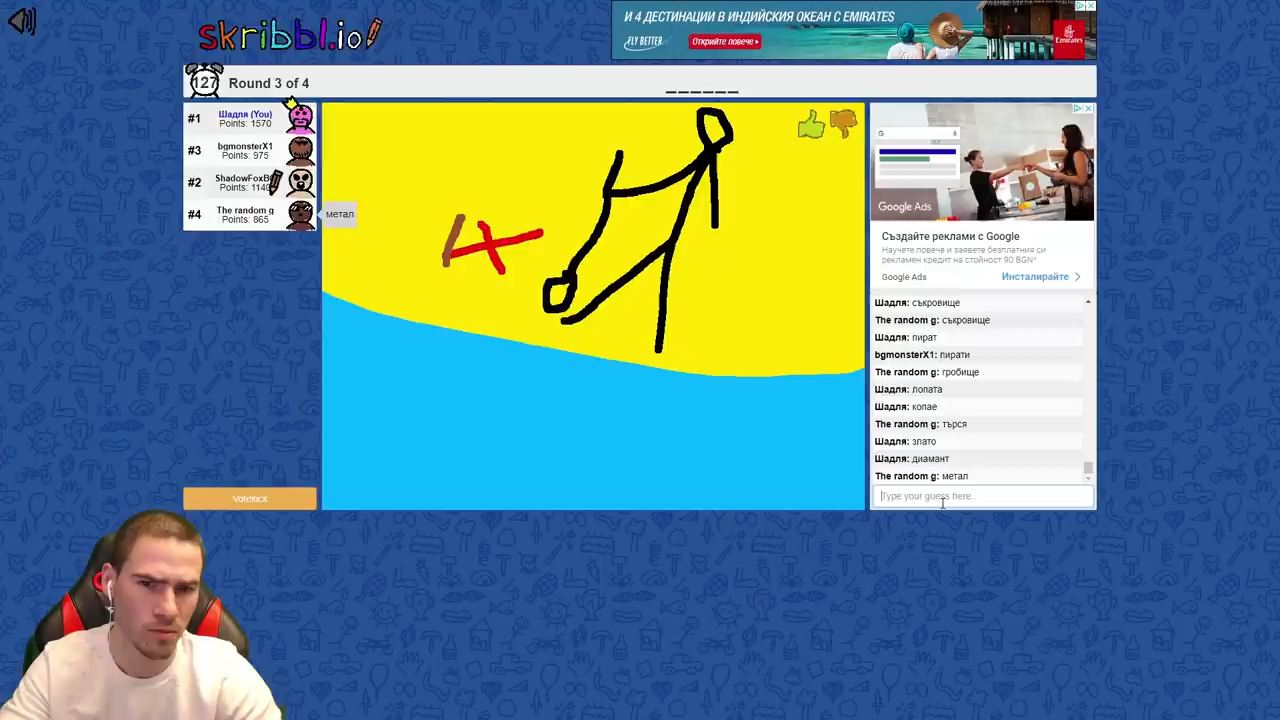 skribbl.io
И 4 ДЕСТИНАЦИИ В ИНДИЙСКИЯ ОКЕАН С EMIRATES
FLY BETTER
Открийте повече
Emirates
127
Round 3 of 4
______
#1
Шадля (You)
Points: 1570
#3
bgmonsterX1
Points: 975
#2
ShadowFoxB
Points: 1140
#4
The random g
Points: 865
метал
Votekick
G
Google Ads
Създайте реклами с Google
Научете повече и заявете безплатния си
рекламен кредит на стойност 90 BGN*
Google Ads
Инсталирайте
Шадля: съкровище
The random g: съкровище
Шадля: пират
bgmonsterX1: пирати
The random g: гробище
Шадля: лопата
Шадля: копае
The random g: търся
Шадля: злато
Шадля: диамант
The random g: метал
Type your guess here